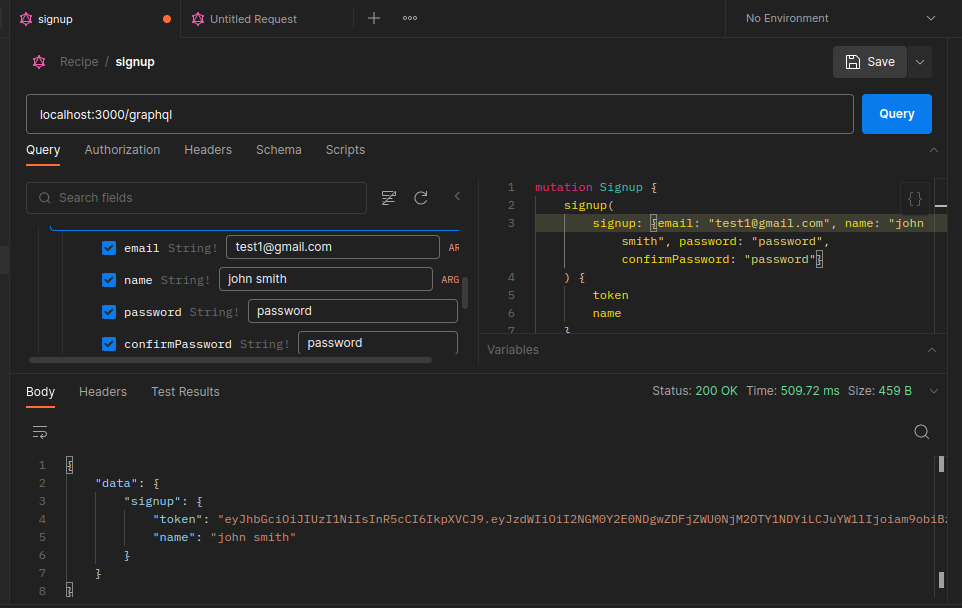 signup
Untitled Request
No Environment
Recipe / signup
Save
localhost:3000/graphql
Query
Query Authorization Headers Schema Scripts
Search fields
email String! test1@gmail.com AR
name String! john smith ARG
password String! password
confirmPassword String! password
1 mutation Signup {
2 signup(
3 signup: {email: "test1@gmail.com", name: "john
smith", password: "password",
confirmPassword: "password"}
4 ) {
5 token
6 name
7 }
Variables
Body Headers Test Results
Status: 200 OK Time: 509.72 ms Size: 459 B
1 {
2 "data": {
3 "signup": {
4 "token": "eyJhbGciOiJIUzI1NiIsInR5cCI6IkpXVCJ9.eyJzdWIiOiI2NGM0Y2E0NDgwZDFjZWU0NjM2OTY1NDYiLCJuYW1lIjoiam9obiB
5 "name": "john smith"
6 }
7 }
8 }